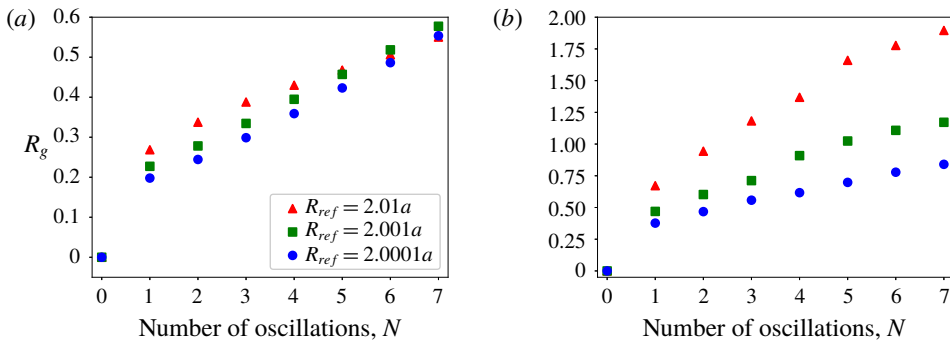 (a)
0.6
0.5
0.4
0.3
0.2
0.1
0
R_g
R_ref = 2.01a
R_ref = 2.001a
R_ref = 2.0001a
0 1 2 3 4 5 6 7
Number of oscillations, N
(b)
2.00
1.75
1.50
1.25
1.00
0.75
0.50
0.25
0
0 1 2 3 4 5 6 7
Number of oscillations, N